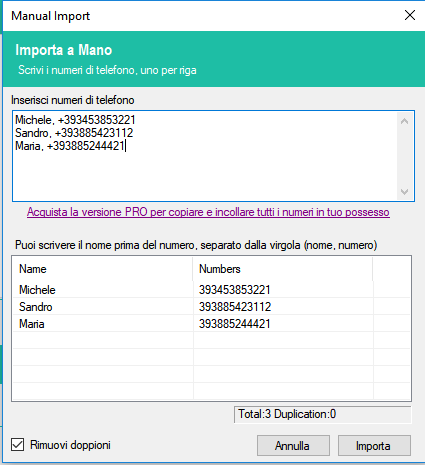 Manual Import
Importa a Mano
Scrivi i numeri di telefono, uno per riga
Inserisci numeri di telefono
Michele, +393453853221
Sandro, +393885423112
Maria, +393885244421
Acquista la versione PRO per copiare e incollare tutti i numeri in tuo possesso
Puoi scrivere il nome prima del numero, separato dalla virgola (nome, numero)
Name Numbers
Michele 393453853221
Sandro 393885423112
Maria 393885244421
Total:3 Duplication:0
Rimuovi doppioni Annulla Importa